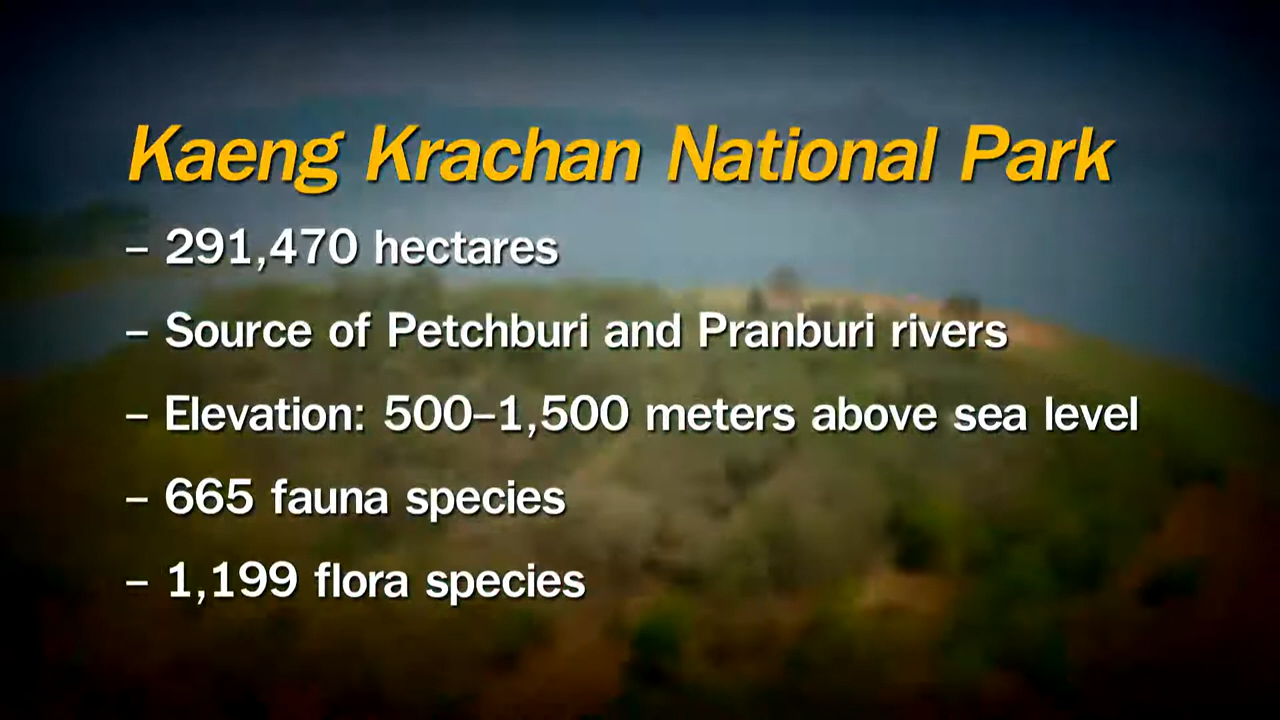 Kaeng Krachan National Park
– 291,470 hectares
– Source of Petchburi and Pranburi rivers
– Elevation: 500–1,500 meters above sea level
– 665 fauna species
– 1,199 flora species